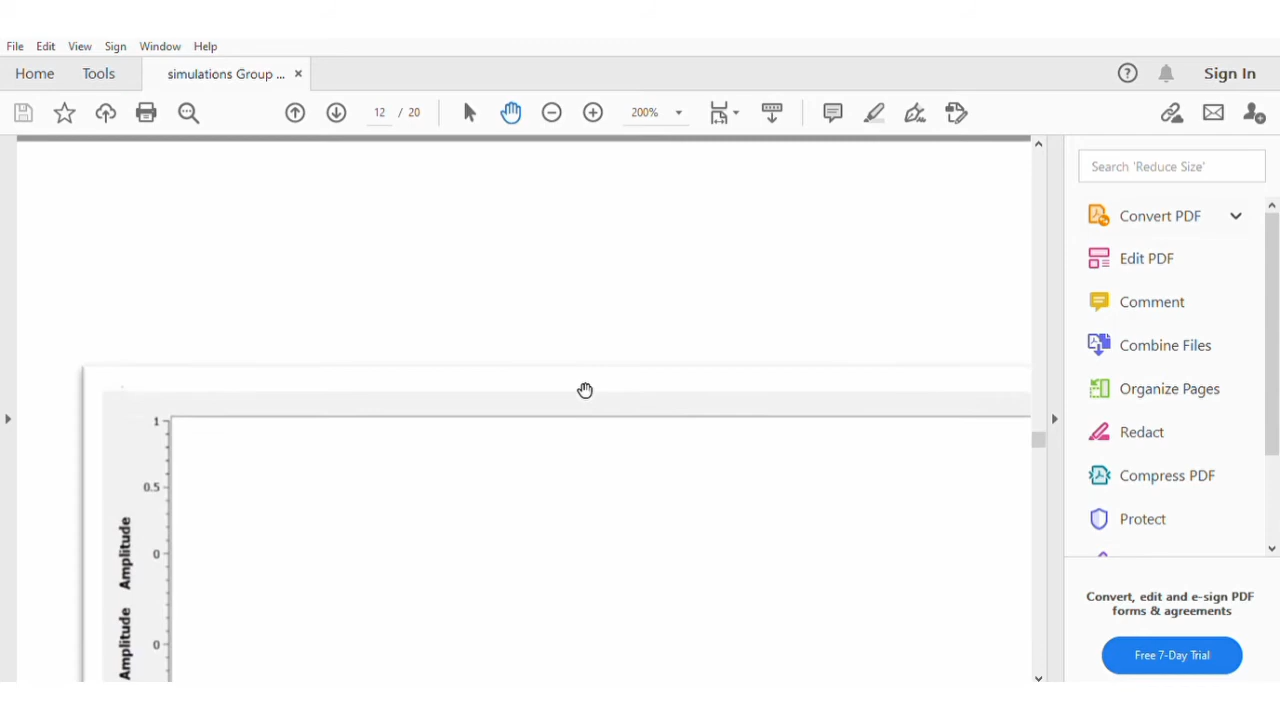 File Edit View Sign Window Help
Home Tools simulations Group ... × ? Sign In
12 / 20 200%
Search 'Reduce Size'
Convert PDF
Edit PDF
Comment
Combine Files
Organize Pages
Redact
Compress PDF
Protect
1
0.5
0
Amplitude
0
Amplitude
Convert, edit and e-sign PDF
forms & agreements
Free 7-Day Trial